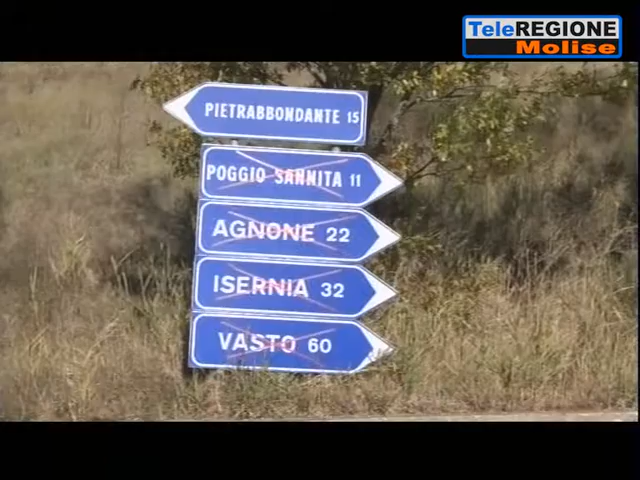 TeleREGIONE
Molise
PIETRABBONDANTE 15
POGGIO SANNITA 11
AGNONE 22
ISERNIA 32
VASTO 60